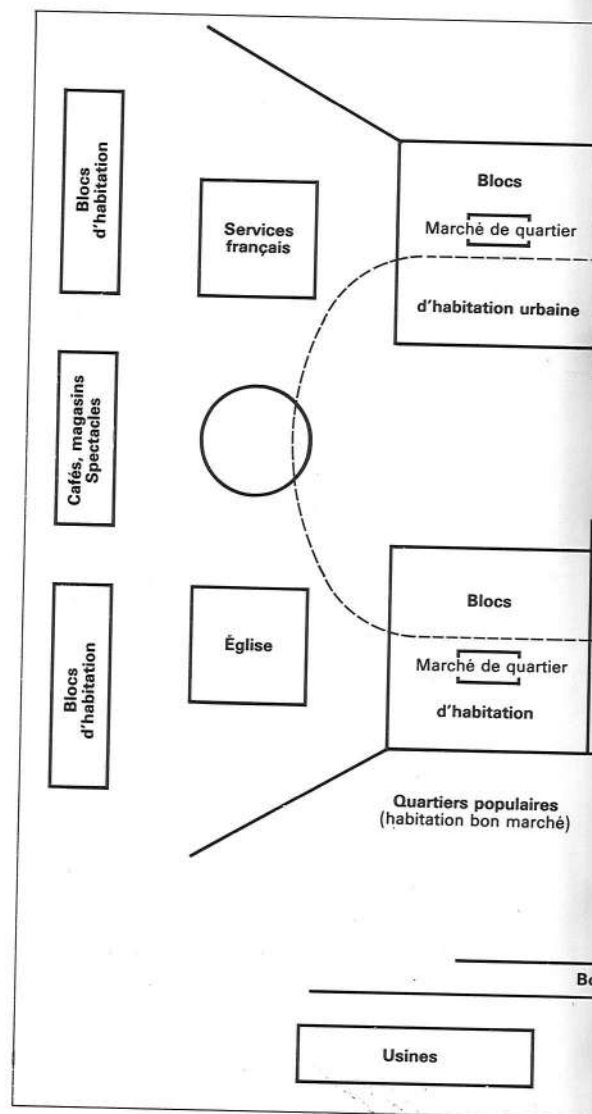 Blocs
d'habitation
Services
français
Blocs
Marché de quartier
d'habitation urbaine
Cafés, magasins
Spectacles
Blocs
d'habitation
Église
Blocs
Marché de quartier
d'habitation
Quartiers populaires
(habitation bon marché)
Usines